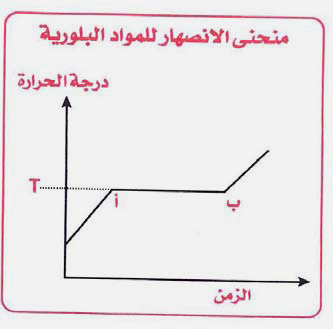 منحنى الانصهار للمواد البلورية
درجة الحرارة
T
أ
ب
الزمن